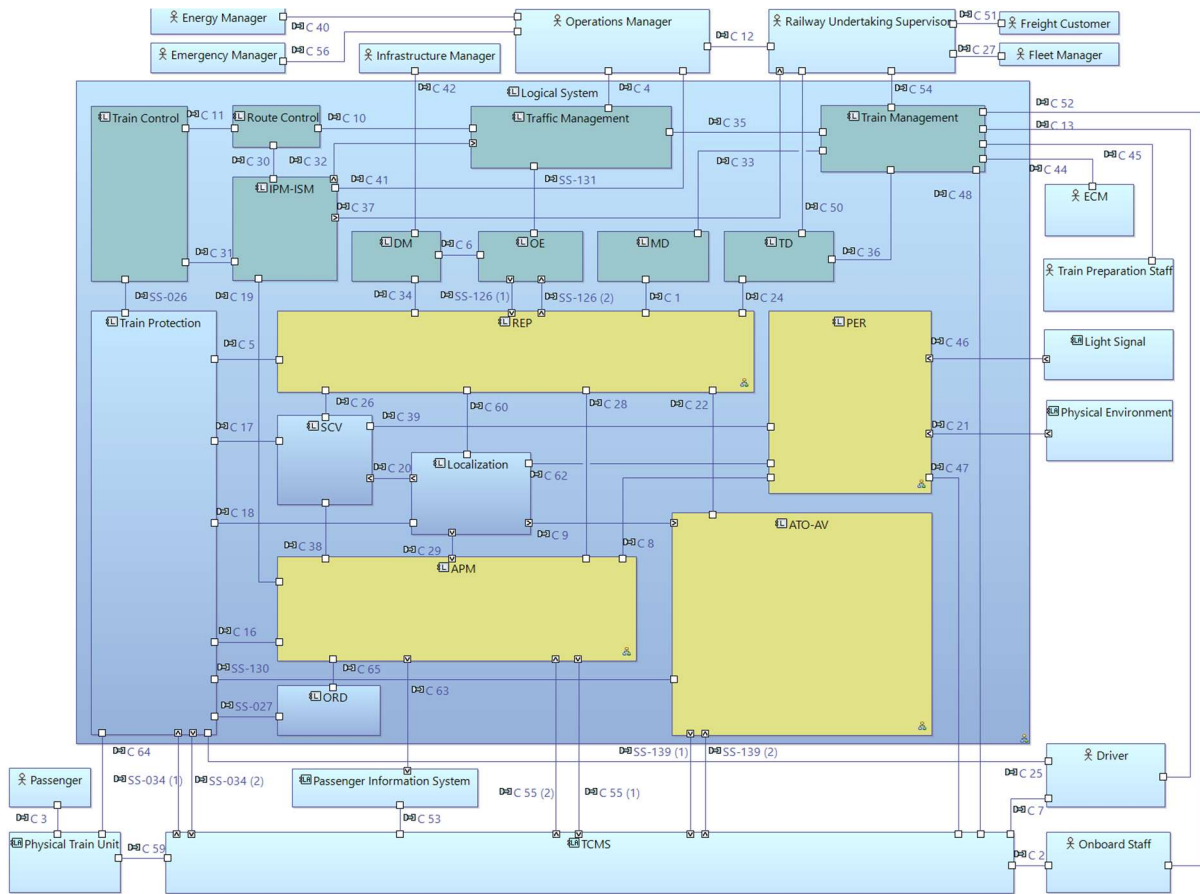 Energy Manager
C 40
Emergency Manager
C 56
Infrastructure Manager
Operations Manager
C 12
Railway Undertaking Supervisor
C 51
Freight Customer
C 27
Fleet Manager
C 42
Logical System
C 4
C 54
C 52
C 13
Train Control
C 11
Route Control
C 10
Traffic Management
C 35
Train Management
C 45
C 30
C 32
C 33
C 44
IPM-ISM
C 41
SS-131
C 48
ECM
C 37
C 50
C 31
DM
C 6
OE
MD
TD
C 36
Train Preparation Staff
SS-026
C 19
C 34
SS-126 (1)
SS-126 (2)
C 1
C 24
Train Protection
REP
PER
C 5
C 46
Light Signal
C 26
C 60
C 28
C 22
Physical Environment
C 17
SCV
C 39
C 21
C 20
Localization
C 62
C 47
C 18
C 9
ATO-AV
C 38
C 29
C 8
APM
C 16
SS-130
C 65
C 63
ORD
SS-027
C 64
SS-139 (1)
SS-139 (2)
Driver
Passenger
SS-034 (1)
SS-034 (2)
Passenger Information System
C 55 (2)
C 55 (1)
C 25
C 3
C 53
C 7
Physical Train Unit
C 59
TCMS
C 2
Onboard Staff